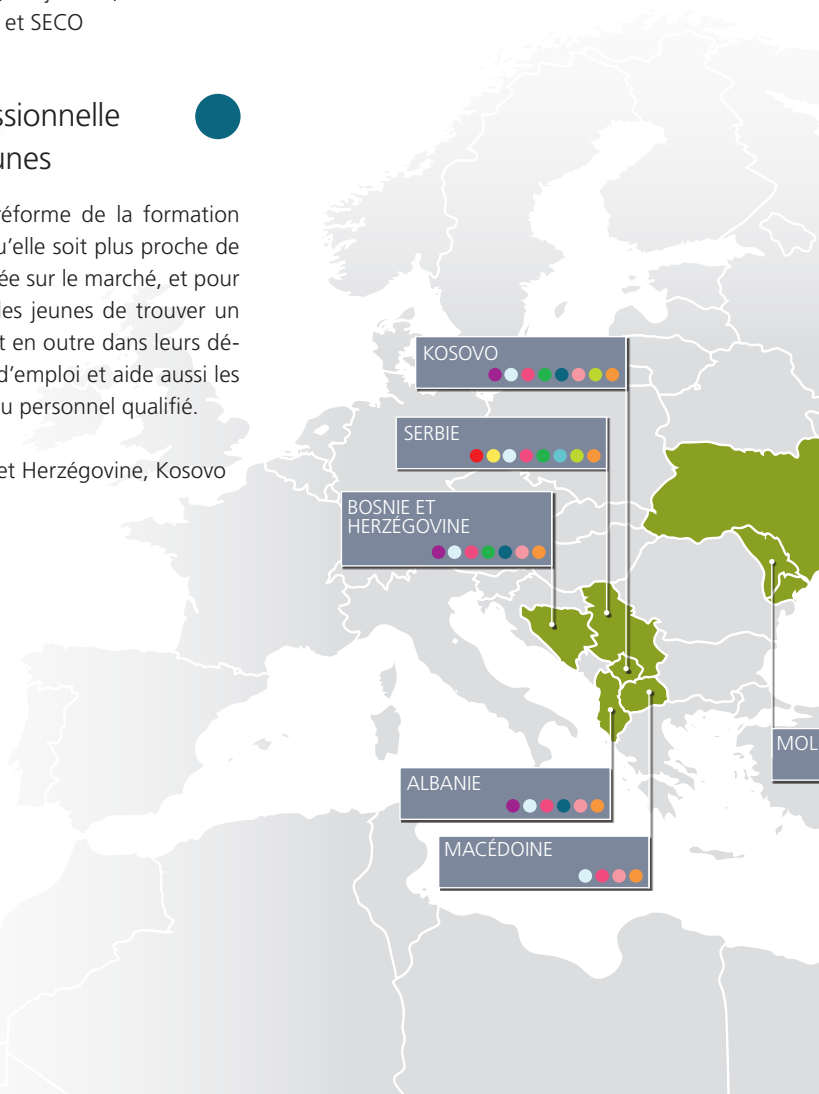 et SECO
ssionnelle
unes
réforme de la formation
u'elle soit plus proche de
ée sur le marché, et pour
des jeunes de trouver un
t en outre dans leurs dé-
d'emploi et aide aussi les
u personnel qualifié.
et Herzégovine, Kosovo
KOSOVO
SERBIE
BOSNIE ET
HERZÉGOVINE
MOL
ALBANIE
MACÉDOINE